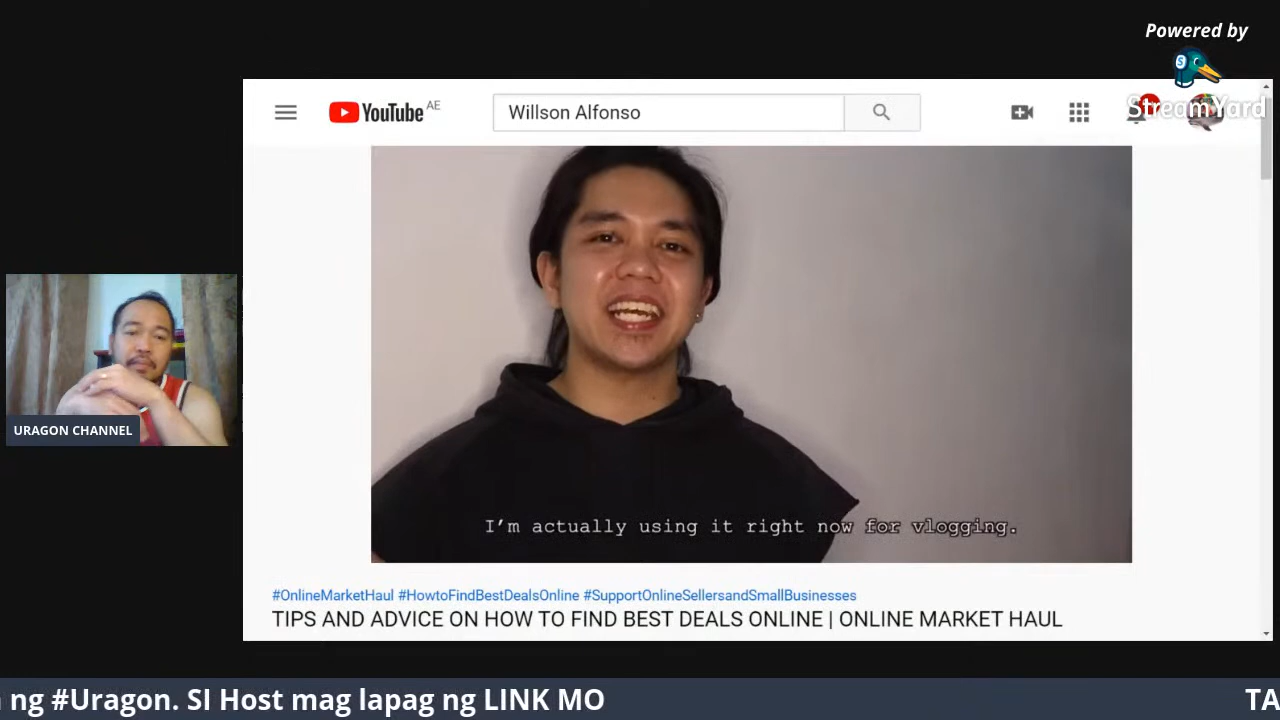 Powered by
StreamYard
YouTube AE
Willson Alfonso
URAGON CHANNEL
I'm actually using it right now for vlogging.
#OnlineMarketHaul #HowtoFindBestDealsOnline #SupportOnlineSellersandSmallBusinesses
TIPS AND ADVICE ON HOW TO FIND BEST DEALS ONLINE | ONLINE MARKET HAUL
ng #Uragon. SI Host mag lapag ng LINK MO TA